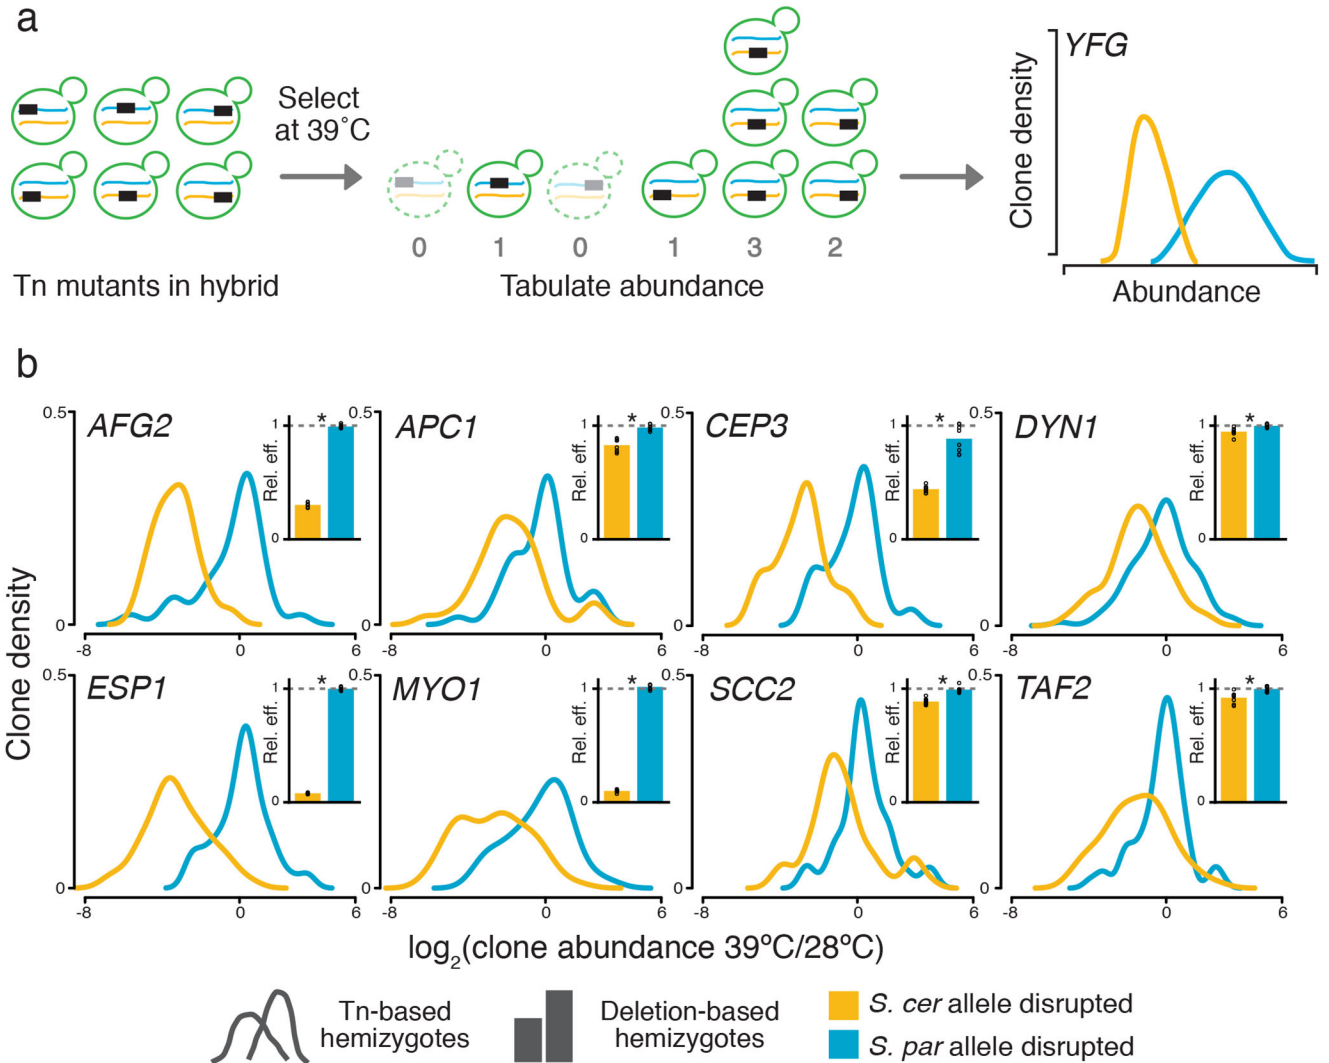 a
Select
at 39˚C
0 1 0 1 3 2
Tn mutants in hybrid
Tabulate abundance
YFG
Clone density
Abundance
b
Clone density
AFG2
0.5
0
-8 0 6
Rel. eff.
1
0
*
APC1
0.5
0
-8 0 6
Rel. eff.
1
0
*
CEP3
0.5
0
-8 0 6
Rel. eff.
1
0
*
DYN1
0.5
0
-8 0 6
Rel. eff.
1
0
*
ESP1
0.5
0
-8 0 6
Rel. eff.
1
0
*
MYO1
0.5
0
-8 0 6
Rel. eff.
1
0
*
SCC2
0.5
0
-8 0 6
Rel. eff.
1
0
*
TAF2
0.5
0
-8 0 6
Rel. eff.
1
0
*
log₂(clone abundance 39ºC/28ºC)
Tn-based
hemizygotes
Deletion-based
hemizygotes
S. cer allele disrupted
S. par allele disrupted